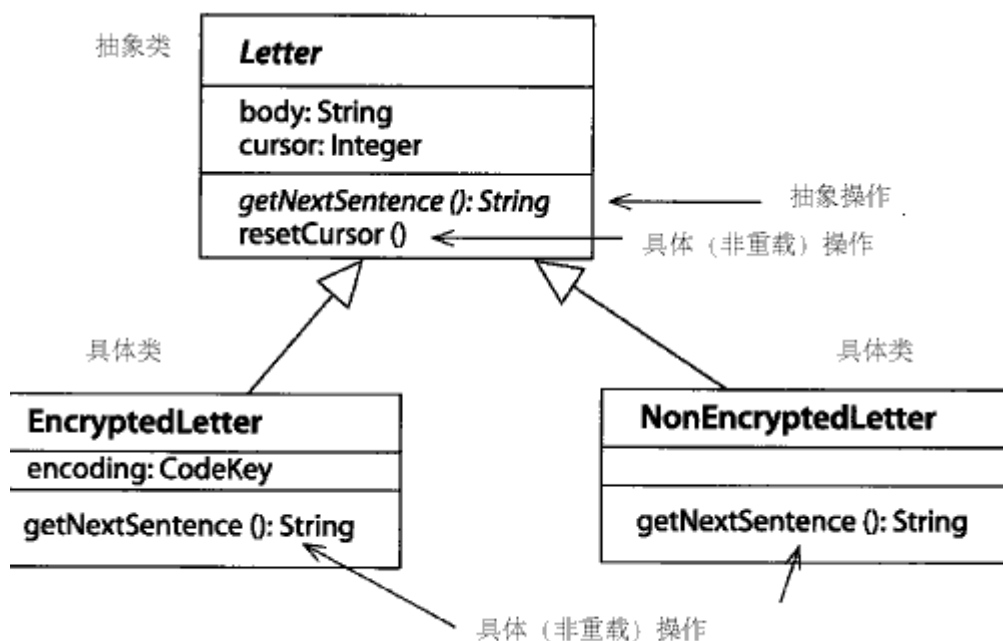 抽象类
Letter
body: String
cursor: Integer
getNextSentence (): String
抽象操作
resetCursor ()
具体（非重载）操作
具体类
具体类
EncryptedLetter
encoding: CodeKey
getNextSentence (): String
NonEncryptedLetter
getNextSentence (): String
具体（非重载）操作